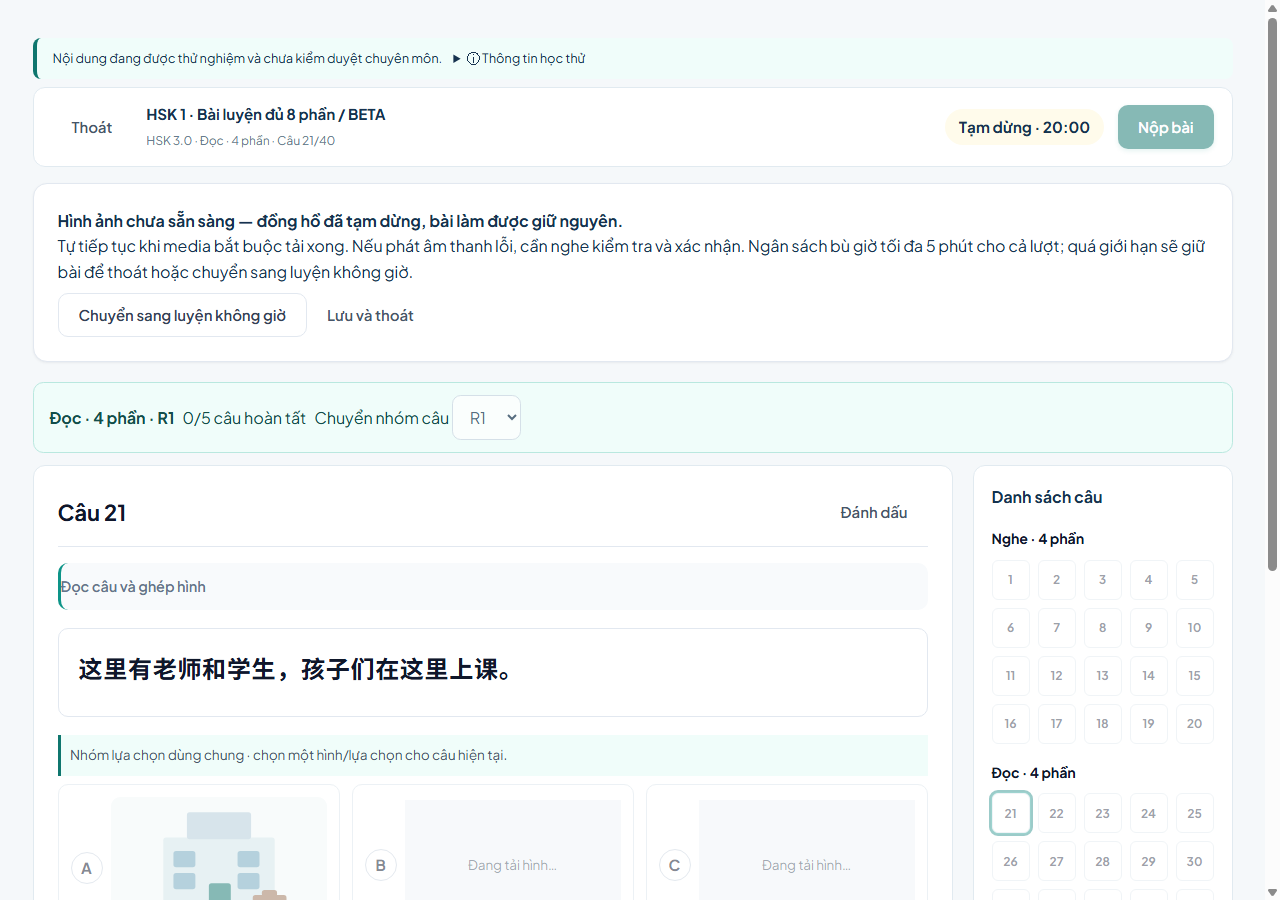 Nội dung đang được thử nghiệm và chưa kiểm duyệt chuyên môn. ▶ ⓘ Thông tin học thử
Thoát
HSK 1 · Bài luyện đủ 8 phần / BETA
HSK 3.0 · Đọc · 4 phần · Câu 21/40
Tạm dừng · 20:00
Nộp bài
Hình ảnh chưa sẵn sàng — đồng hồ đã tạm dừng, bài làm được giữ nguyên.
Tự tiếp tục khi media bắt buộc tải xong. Nếu phát âm thanh lỗi, cần nghe kiểm tra và xác nhận. Ngân sách bù giờ tối đa 5 phút cho cả lượt; quá giới hạn sẽ giữ
bài để thoát hoặc chuyển sang luyện không giờ.
Chuyển sang luyện không giờ
Lưu và thoát
Đọc · 4 phần · R1 0/5 câu hoàn tất Chuyển nhóm câu R1
Câu 21
Đánh dấu
Đọc câu và ghép hình
这里有老师和学生，孩子们在这里上课。
Nhóm lựa chọn dùng chung · chọn một hình/lựa chọn cho câu hiện tại.
A
B
Đang tải hình...
C
Đang tải hình...
Danh sách câu
Nghe · 4 phần
1 2 3 4 5
6 7 8 9 10
11 12 13 14 15
16 17 18 19 20
Đọc · 4 phần
21 22 23 24 25
26 27 28 29 30